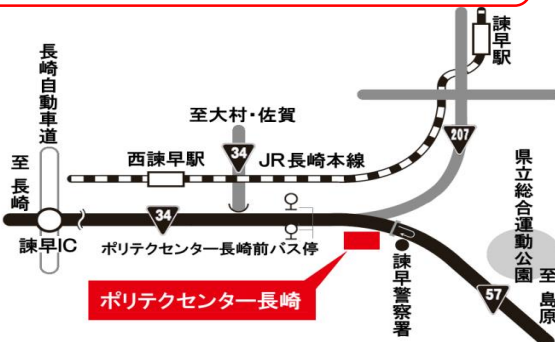 長崎自動車道
至 長崎
諫早IC
西諫早駅
至大村・佐賀
34
JR長崎本線
34
ポリテクセンター長崎前バス停
ポリテクセンター長崎
諫早駅
207
諫早警察署
県立総合運動公園
57
至 島原